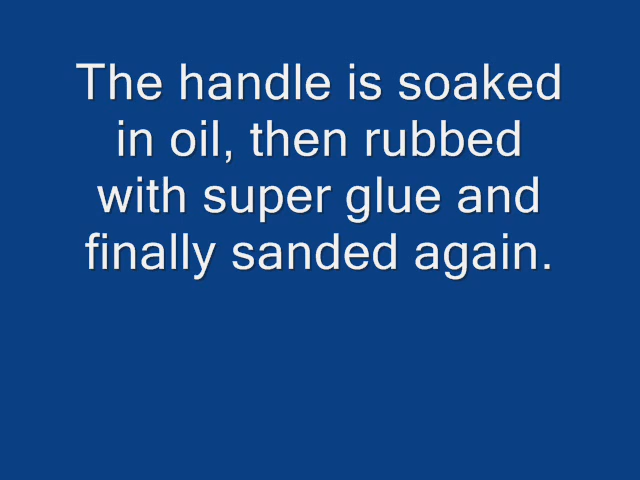 The handle is soaked
in oil, then rubbed
with super glue and
finally sanded again.